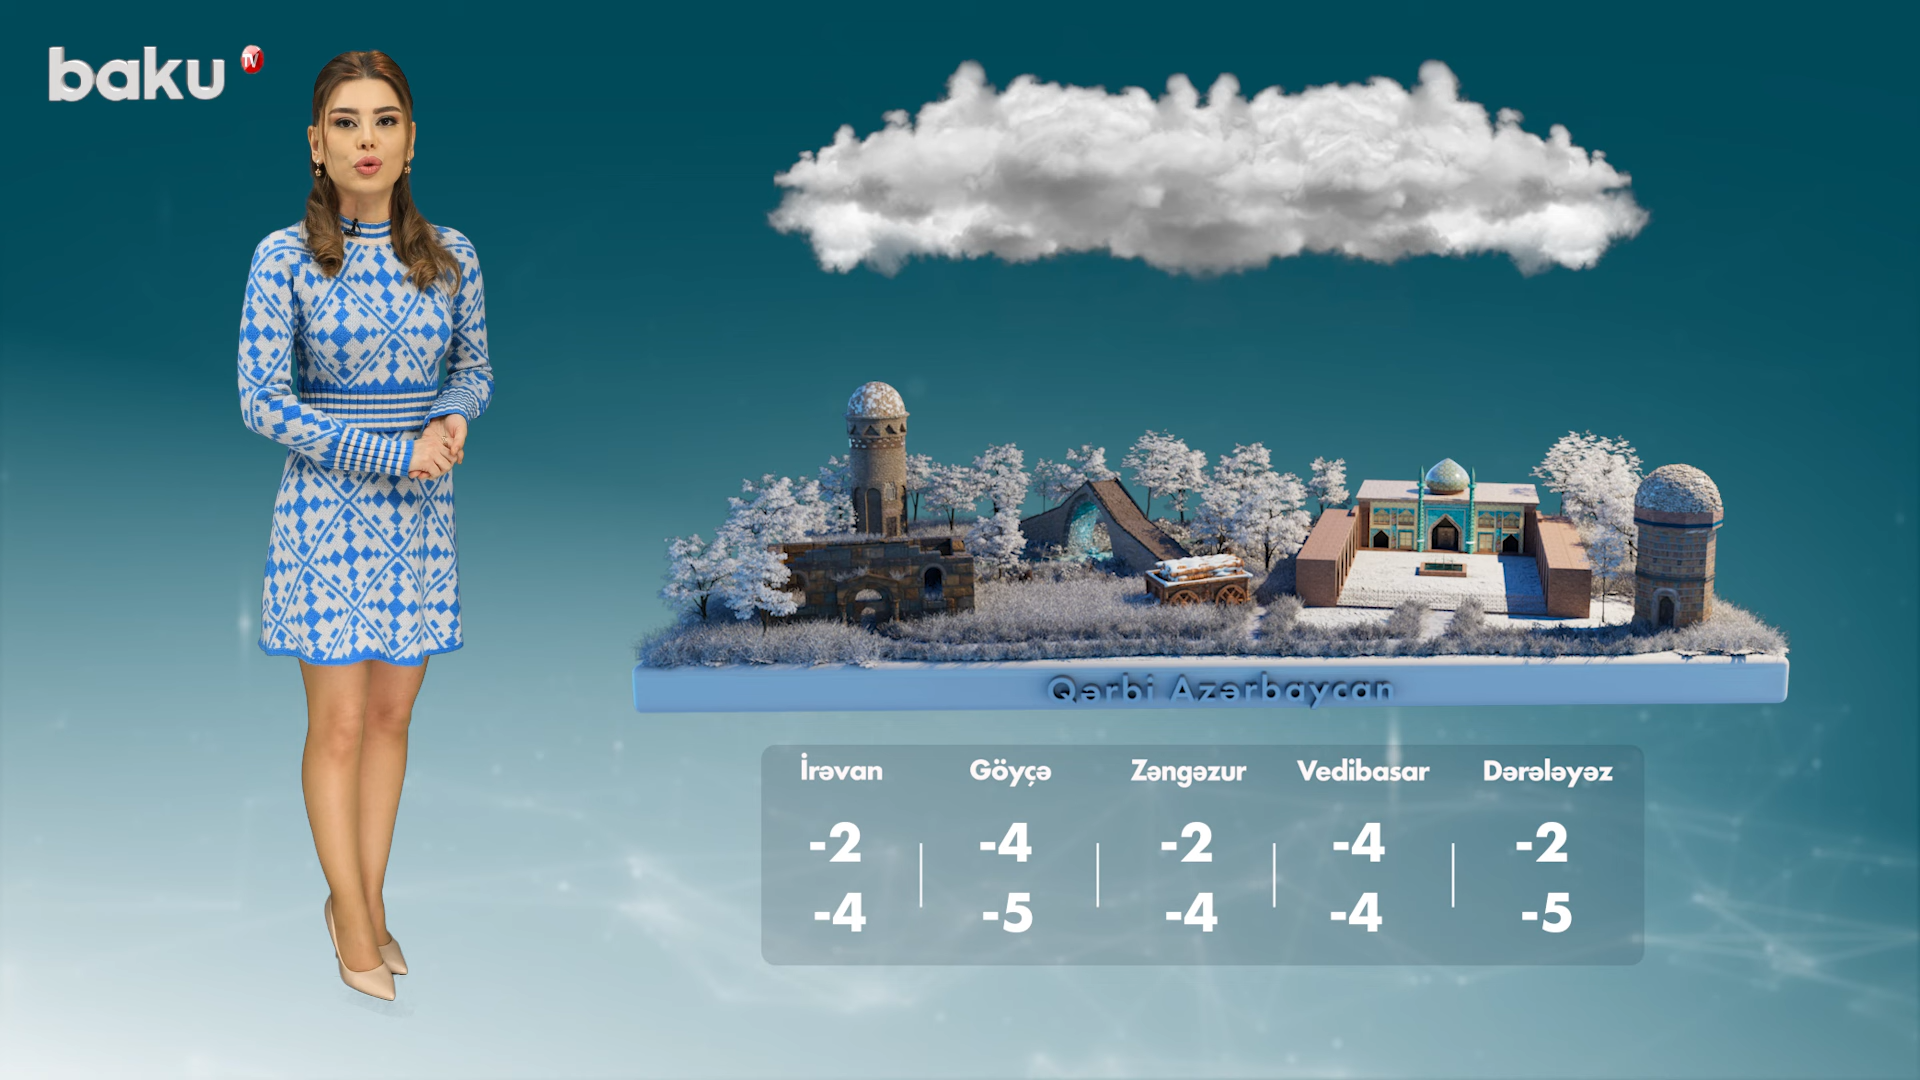 baku TV
Qərbi Azərbaycan
İrəvan Göyçə Zəngəzur Vedibasar Dərələyəz
-2 -4 -2 -4 -2
-4 -5 -4 -4 -5